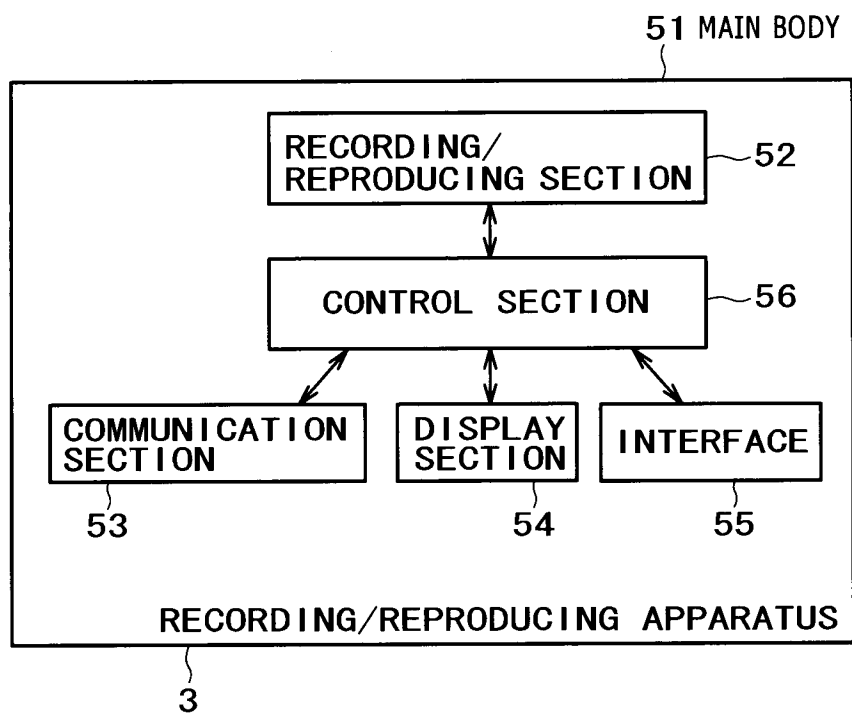 51 MAIN BODY
RECORDING/
REPRODUCING SECTION
52
CONTROL SECTION
56
COMMUNICATION
SECTION
53
DISPLAY
SECTION
54
INTERFACE
55
RECORDING/REPRODUCING APPARATUS
3